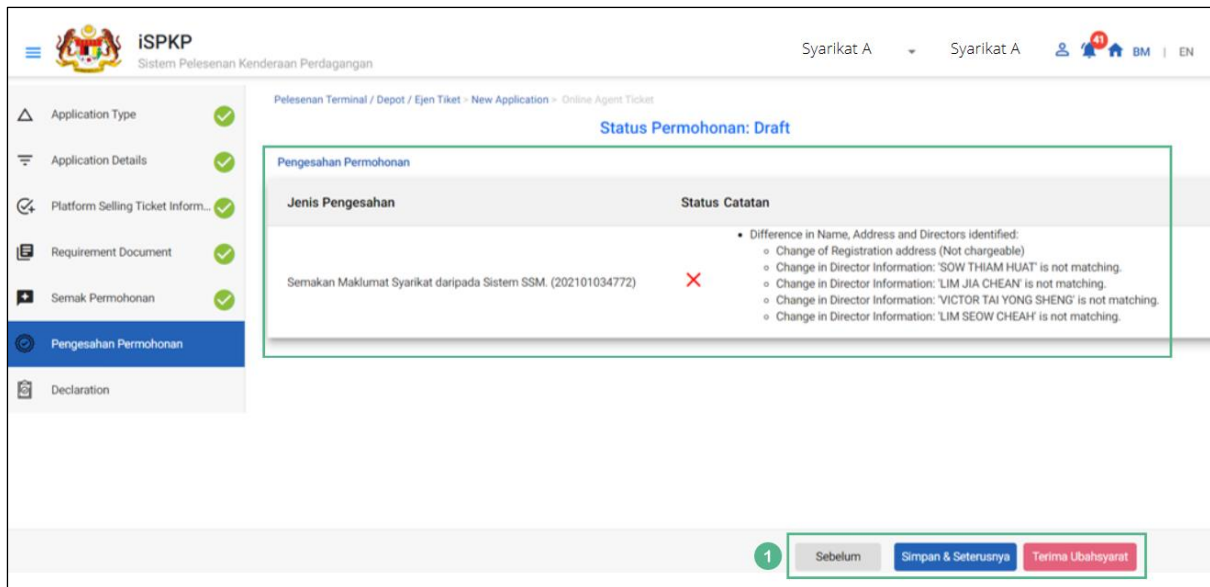 iSPKP
Sistem Pelesenan Kenderaan Perdagangan
Syarikat A
Syarikat A
41
BM | EN
Application Type
Application Details
Platform Selling Ticket Inform...
Requirement Document
Semak Permohonan
Pengesahan Permohonan
Declaration
Pelesenan Terminal / Depot / Ejen Tiket > New Application > Online Agent Ticket
Status Permohonan: Draft
Pengesahan Permohonan
Jenis Pengesahan
Status Catatan
Semakan Maklumat Syarikat daripada Sistem SSM. (202101034772)
• Difference in Name, Address and Directors identified:
○ Change of Registration address (Not chargeable)
○ Change in Director Information: 'SOW THIAM HUAT' is not matching.
○ Change in Director Information: 'LIM JIA CHEAN' is not matching.
○ Change in Director Information: 'VICTOR TAI YONG SHENG' is not matching.
○ Change in Director Information: 'LIM SEOW CHEAH' is not matching.
1
Sebelum
Simpan & Seterusnya
Terima Ubahsyarat